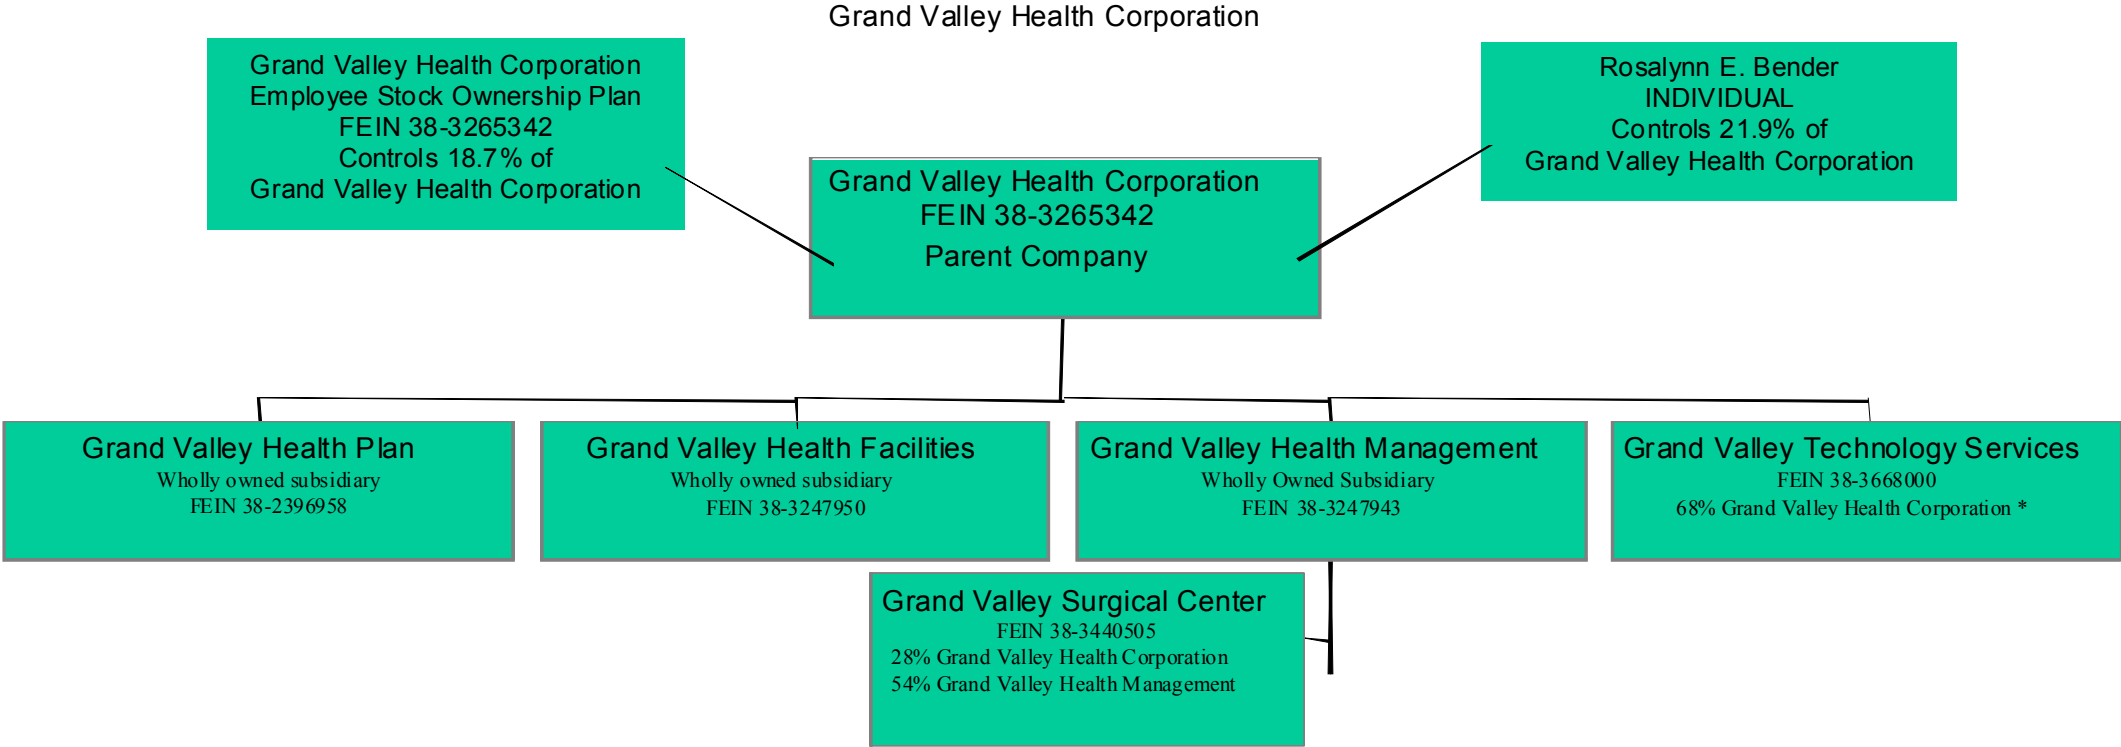 Grand Valley Health Corporation
Grand Valley Health Corporation
Employee Stock Ownership Plan
FEIN 38-3265342
Controls 18.7% of
Grand Valley Health Corporation
Rosalynn E. Bender
INDIVIDUAL
Controls 21.9% of
Grand Valley Health Corporation
Grand Valley Health Corporation
FEIN 38-3265342
Parent Company
Grand Valley Health Plan
Wholly owned subsidiary
FEIN 38-2396958
Grand Valley Health Facilities
Wholly owned subsidiary
FEIN 38-3247950
Grand Valley Health Management
Wholly Owned Subsidiary
FEIN 38-3247943
Grand Valley Technology Services
FEIN 38-3668000
68% Grand Valley Health Corporation *
Grand Valley Surgical Center
FEIN 38-3440505
28% Grand Valley Health Corporation
54% Grand Valley Health Management